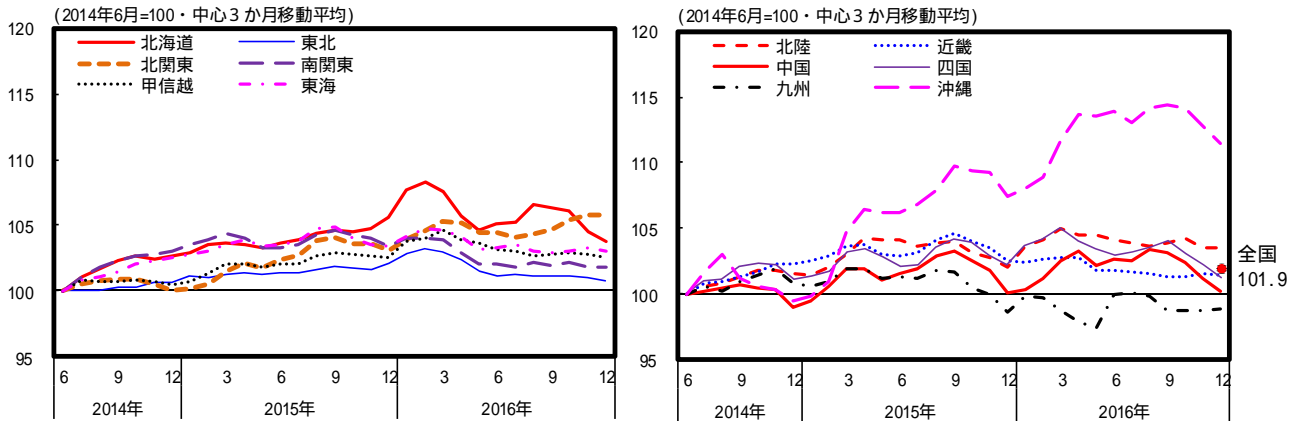 (2014年6月=100・中心3か月移動平均)
120
115
110
105
100
95
北海道
東北
北関東
南関東
甲信越
東海
6 9 12 3 6 9 12 3 6 9 12
2014年 2015年 2016年
(2014年6月=100・中心3か月移動平均)
120
115
110
105
100
95
北陸
近畿
中国
四国
九州
沖縄
全国
101.9
6 9 12 3 6 9 12 3 6 9 12
2014年 2015年 2016年